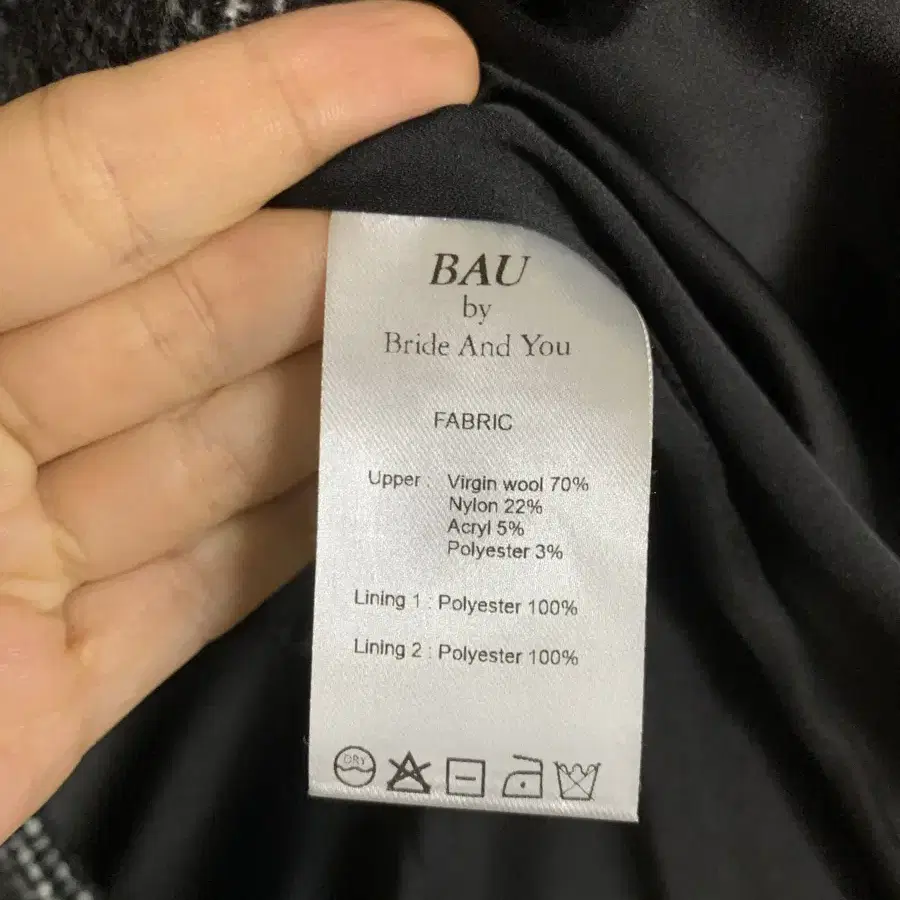 BAU
by
Bride And You
FABRIC
Upper : Virgin wool 70%
Nylon 22%
Acryl 5%
Polyester 3%
Lining 1 : Polyester 100%
Lining 2 : Polyester 100%
DRY